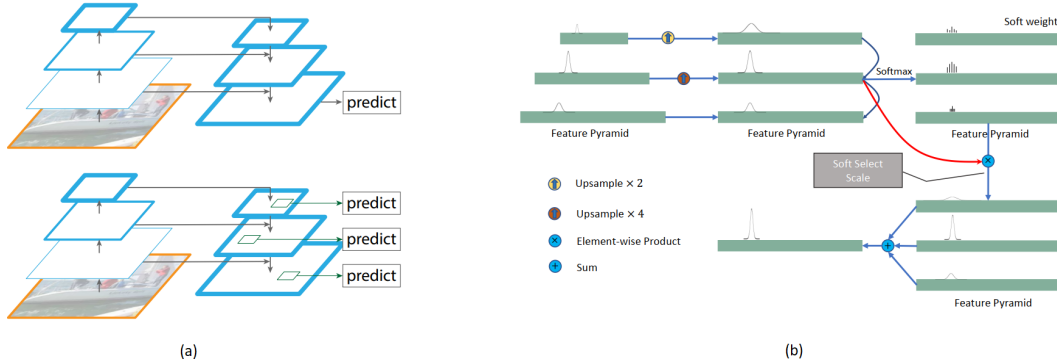 predict
predict
predict
predict
(a)
Soft weight
Softmax
Feature Pyramid
Feature Pyramid
Feature Pyramid
Soft Select
Scale
Upsample × 2
Upsample × 4
Element-wise Product
Sum
Feature Pyramid
(b)